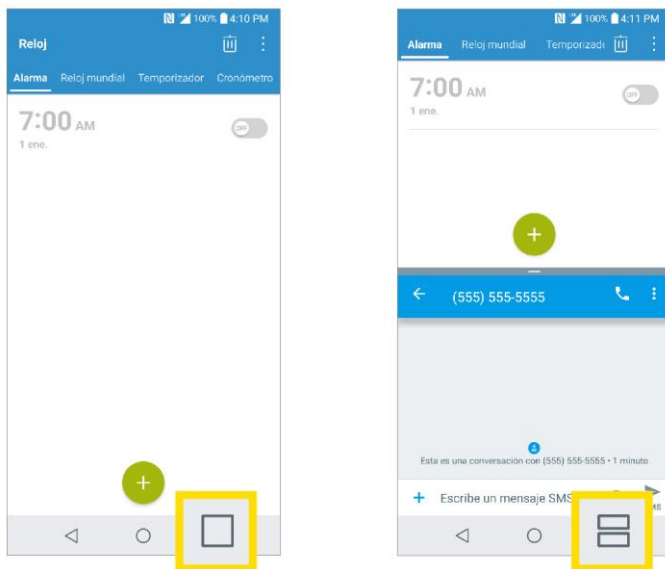 100% 4:10 PM
Reloj
Alarma Reloj mundial Temporizador Cronómetro
7:00 AM
OFF
1 ene.
+
100% 4:11 PM
Alarma Reloj mundial Temporizado
7:00 AM
OFF
1 ene.
+
(555) 555-5555
Esta es una conversación con (555) 555-5555 • 1 minuto
+ Escribe un mensaje SMS
MS